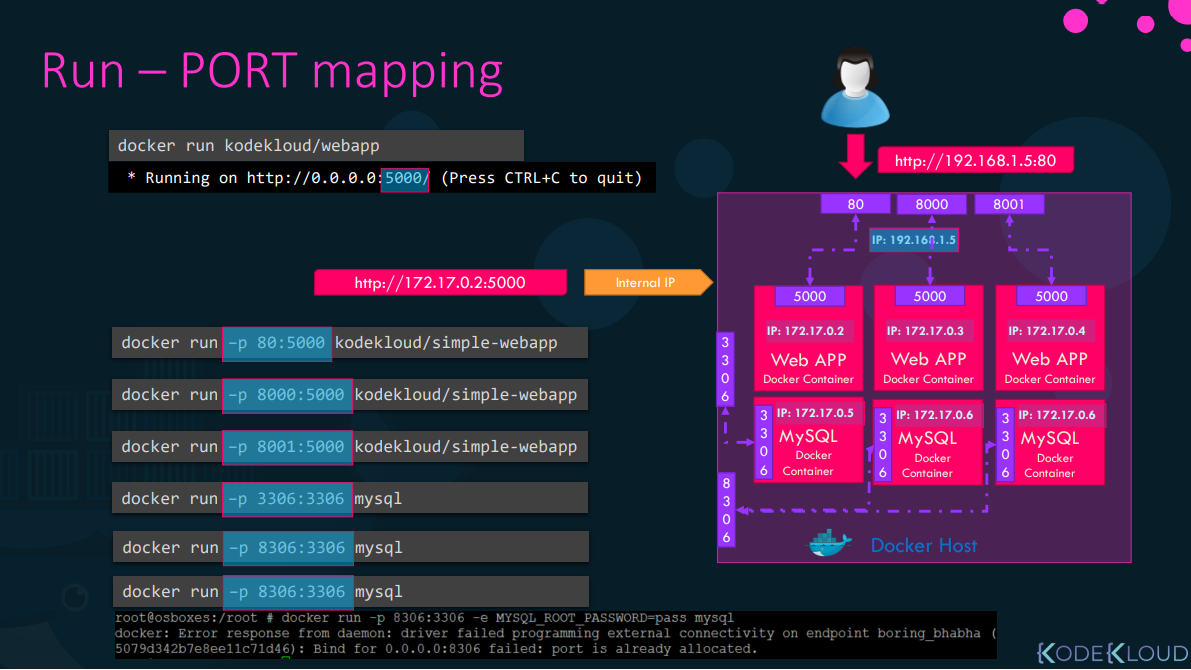 Run – PORT mapping
docker run kodekloud/webapp
* Running on http://0.0.0.0:5000/ (Press CTRL+C to quit)
http://192.168.1.5:80
80
8000
8001
IP: 192.168.1.5
http://172.17.0.2:5000
Internal IP
5000
5000
5000
IP: 172.17.0.2
IP: 172.17.0.3
IP: 172.17.0.4
Web APP
Web APP
Web APP
Docker Container
Docker Container
Docker Container
3306
3306
IP: 172.17.0.5
MySQL
Docker
Container
3306
IP: 172.17.0.6
MySQL
Docker
Container
3306
IP: 172.17.0.6
MySQL
Docker
Container
8306
Docker Host
docker run -p 80:5000 kodekloud/simple-webapp
docker run -p 8000:5000 kodekloud/simple-webapp
docker run -p 8001:5000 kodekloud/simple-webapp
docker run -p 3306:3306 mysql
docker run -p 8306:3306 mysql
docker run -p 8306:3306 mysql
root@osboxes:/root # docker run -p 8306:3306 -e MYSQL_ROOT_PASSWORD=pass mysql
docker: Error response from daemon: driver failed programming external connectivity on endpoint boring_bhabha (
5079d342b7e8ee11c71d46): Bind for 0.0.0.0:8306 failed: port is already allocated.
KODEKLOUD